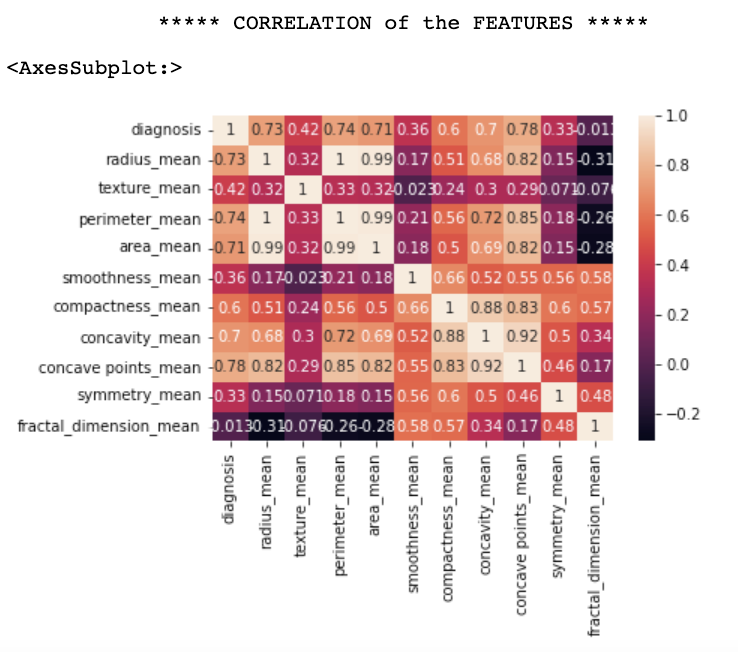 ***** CORRELATION of the FEATURES *****
<AxesSubplot:>
diagnosis 1 0.73 0.42 0.74 0.71 0.36 0.6 0.7 0.78 0.33 -0.013
radius_mean 0.73 1 0.32 1 0.99 0.17 0.51 0.68 0.82 0.15 -0.31
texture_mean 0.42 0.32 1 0.33 0.32 -0.023 0.24 0.3 0.29 0.071 -0.076
perimeter_mean 0.74 1 0.33 1 0.99 0.21 0.56 0.72 0.85 0.18 -0.26
area_mean 0.71 0.99 0.32 0.99 1 0.18 0.5 0.69 0.82 0.15 -0.28
smoothness_mean 0.36 0.17 -0.023 0.21 0.18 1 0.66 0.52 0.55 0.56 0.58
compactness_mean 0.6 0.51 0.24 0.56 0.5 0.66 1 0.88 0.83 0.6 0.57
concavity_mean 0.7 0.68 0.3 0.72 0.69 0.52 0.88 1 0.92 0.5 0.34
concave points_mean 0.78 0.82 0.29 0.85 0.82 0.55 0.83 0.92 1 0.46 0.17
symmetry_mean 0.33 0.15 0.071 0.18 0.15 0.56 0.6 0.5 0.46 1 0.48
fractal_dimension_mean -0.013 -0.31 -0.076 -0.26 -0.28 0.58 0.57 0.34 0.17 0.48 1
diagnosis
radius_mean
texture_mean
perimeter_mean
area_mean
smoothness_mean
compactness_mean
concavity_mean
concave points_mean
symmetry_mean
fractal_dimension_mean
1.0
0.8
0.6
0.4
0.2
0.0
−0.2